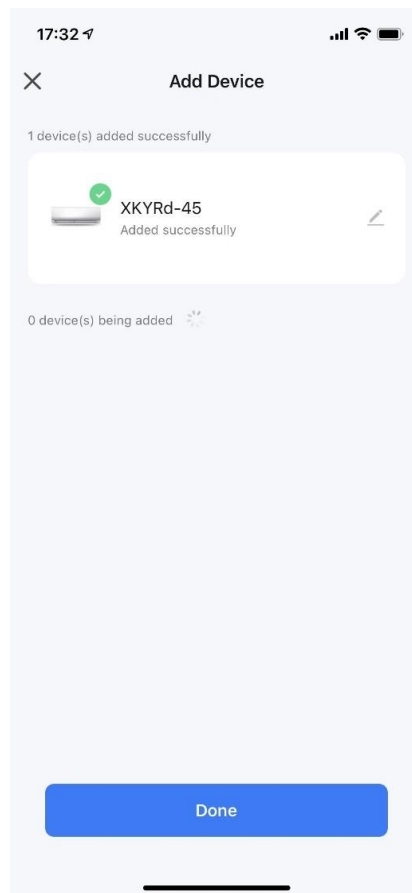 17:32
Add Device
1 device(s) added successfully
XKYRd-45
Added successfully
0 device(s) being added
Done